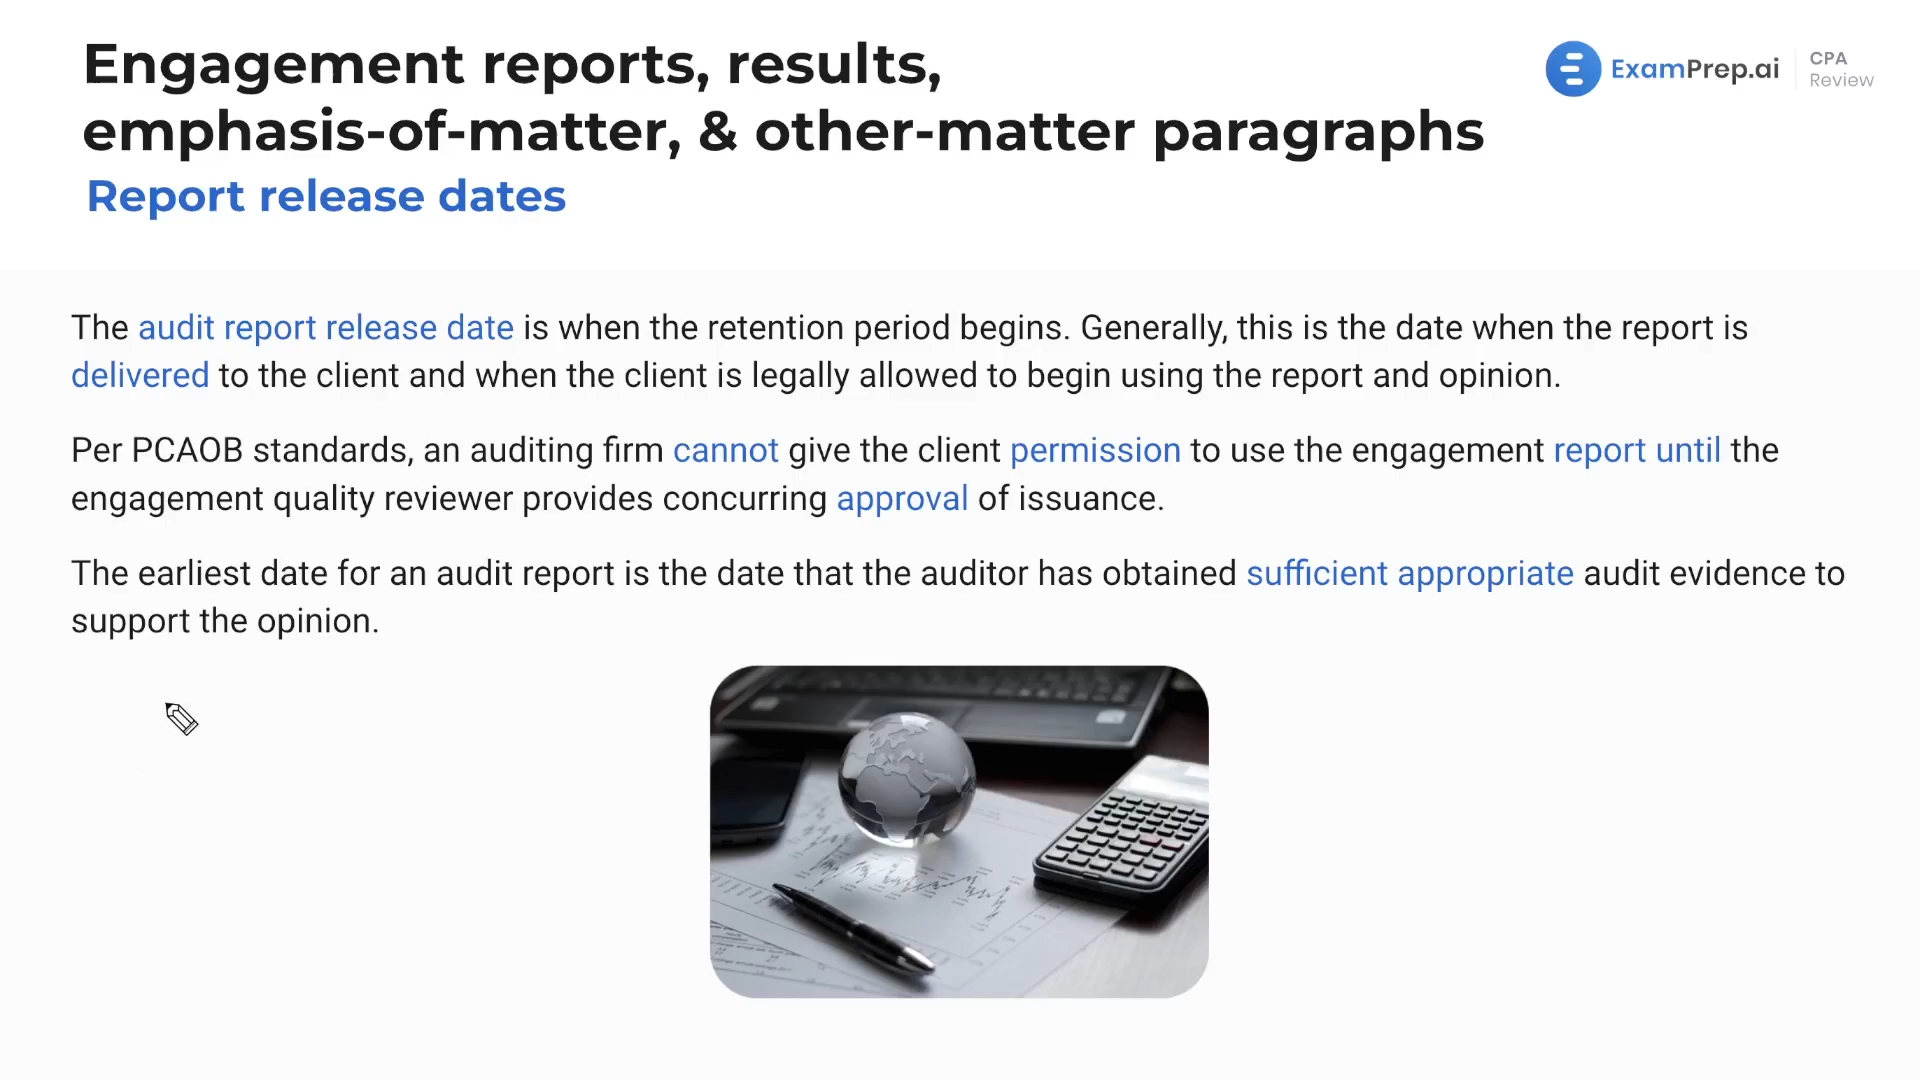 Engagement reports, results,
emphasis-of-matter, & other-matter paragraphs
Report release dates
ExamPrep.ai
CPA
Review
The audit report release date is when the retention period begins. Generally, this is the date when the report is
delivered to the client and when the client is legally allowed to begin using the report and opinion.
Per PCAOB standards, an auditing firm cannot give the client permission to use the engagement report until the
engagement quality reviewer provides concurring approval of issuance.
The earliest date for an audit report is the date that the auditor has obtained sufficient appropriate audit evidence to
support the opinion.